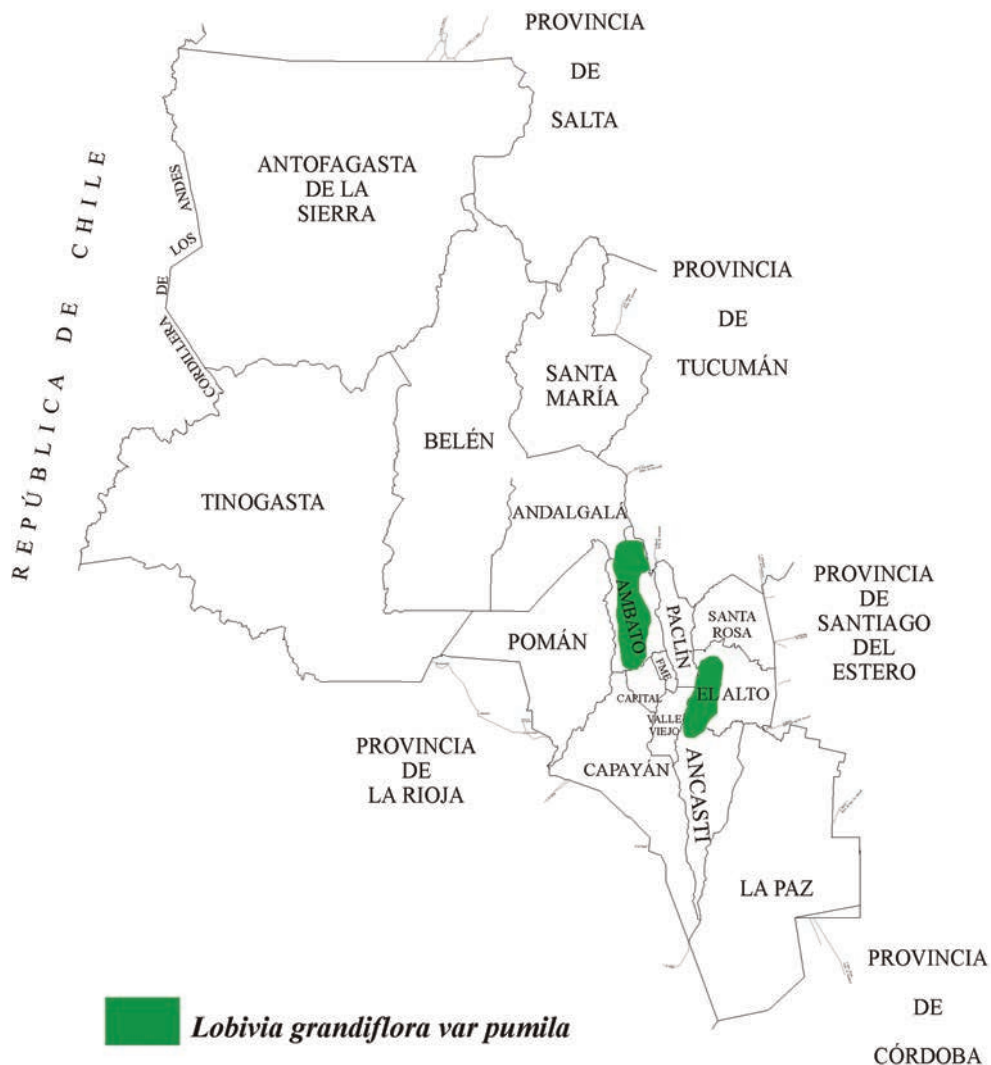 PROVINCIA
DE
SALTA
ANTOFAGASTA
DE LA
SIERRA
REPÚBLICA DE CHILE
CORDILLERA DE LOS ANDES
PROVINCIA
DE
TUCUMÁN
SANTA
MARÍA
BELÉN
TINOGASTA
ANDALGALÁ
AMBATO
PACLÍN
SANTA
ROSA
PROVINCIA
DE
SANTIAGO
DEL
ESTERO
POMÁN
FME
EL ALTO
CAPITAL
VALLE
VIEJO
PROVINCIA
DE
LA RIOJA
CAPAYÁN
ANCASTI
LA PAZ
PROVINCIA
DE
CÓRDOBA
Lobivia grandiflora var pumila